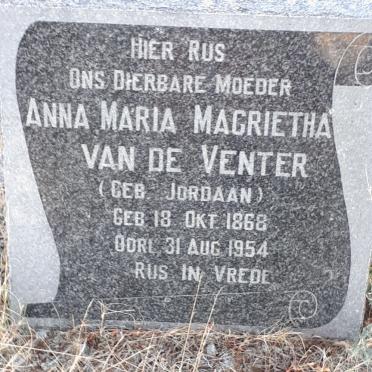 HIER RUS
ONS DIERBARE MOEDER
ANNA MARIA MAGRIETHA
VAN DE VENTER
(GEB JORDAAN)
GEB 18 OKT 1868
OORL 31 AUG 1954
RUS IN VREDE